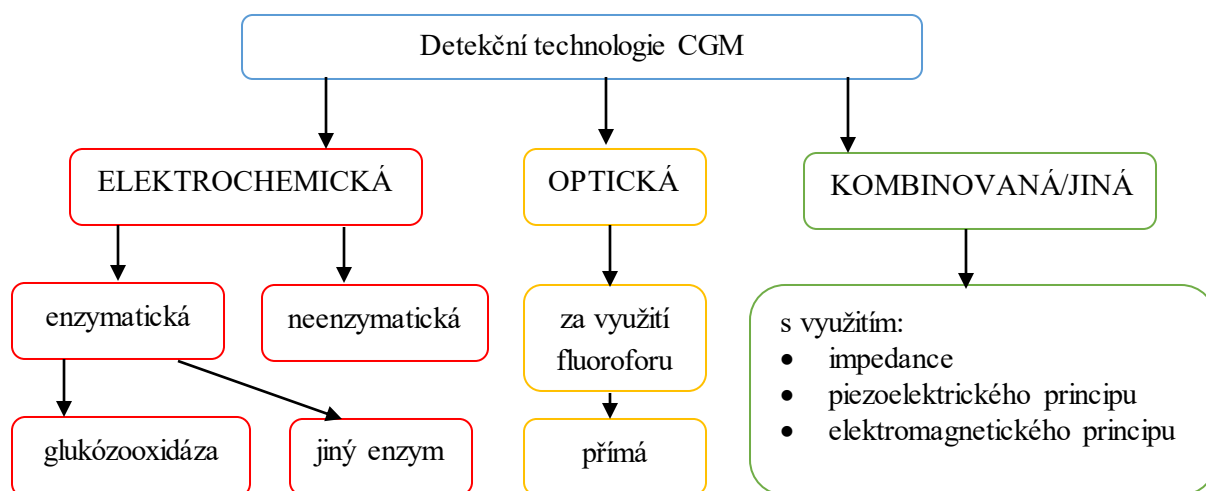 Detekční technologie CGM
ELEKTROCHEMICKÁ
OPTICKÁ
KOMBINOVANÁ/JINÁ
enzymatická
neenzymatická
za využití
fluoroforu
s využitím:
• impedance
• piezoelektrického principu
• elektromagnetického principu
glukózooxidáza
jiný enzym
přímá